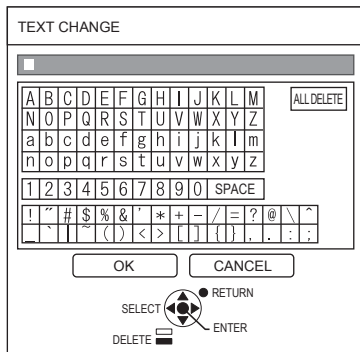 TEXT CHANGE
A B C D E F G H I J K L M ALL DELETE
N O P Q R S T U V W X Y Z
a b c d e f g h i j k l m
n o p q r s t u v w x y z
1 2 3 4 5 6 7 8 9 0 SPACE
! " # $ % & ' * + - / = ? @ \ ^
_ ` | ~ ( ) < > [ ] { } , . : ;
OK CANCEL
RETURN
SELECT
ENTER
DELETE